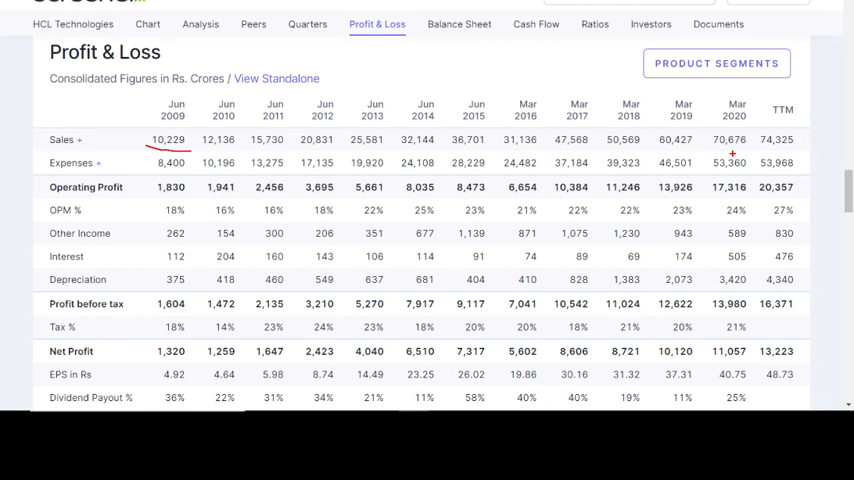 HCL Technologies Chart Analysis Peers Quarters Profit & Loss Balance Sheet Cash Flow Ratios Investors Documents
Profit & Loss
Consolidated Figures in Rs. Crores / View Standalone
PRODUCT SEGMENTS
Jun 2009 Jun 2010 Jun 2011 Jun 2012 Jun 2013 Jun 2014 Jun 2015 Mar 2016 Mar 2017 Mar 2018 Mar 2019 Mar 2020 TTM
Sales + 10,229 12,136 15,730 20,831 25,581 32,144 36,701 31,136 47,568 50,569 60,427 70,676 74,325
Expenses + 8,400 10,196 13,275 17,135 19,920 24,108 28,229 24,482 37,184 39,323 46,501 53,360 53,968
Operating Profit 1,830 1,941 2,456 3,695 5,661 8,035 8,473 6,654 10,384 11,246 13,926 17,316 20,357
OPM % 18% 16% 16% 18% 22% 25% 23% 21% 22% 22% 23% 24% 27%
Other Income 262 154 300 206 351 677 1,139 871 1,075 1,230 943 589 830
Interest 112 204 160 143 106 114 91 74 89 69 174 505 476
Depreciation 375 418 460 549 637 681 404 410 828 1,383 2,073 3,420 4,340
Profit before tax 1,604 1,472 2,135 3,210 5,270 7,917 9,117 7,041 10,542 11,024 12,622 13,980 16,371
Tax % 18% 14% 23% 24% 23% 18% 20% 20% 18% 21% 20% 21%
Net Profit 1,320 1,259 1,647 2,423 4,040 6,510 7,317 5,602 8,606 8,721 10,120 11,057 13,223
EPS in Rs 4.92 4.64 5.98 8.74 14.49 23.25 26.02 19.86 30.16 31.32 37.31 40.75 48.73
Dividend Payout % 36% 22% 31% 34% 21% 11% 58% 40% 40% 19% 11% 25%